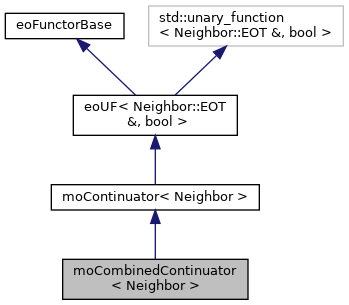 eoFunctorBase
std::unary_function
< Neighbor::EOT &, bool >
eoUF< Neighbor::EOT
&, bool >
moContinuator< Neighbor >
moCombinedContinuator
< Neighbor >